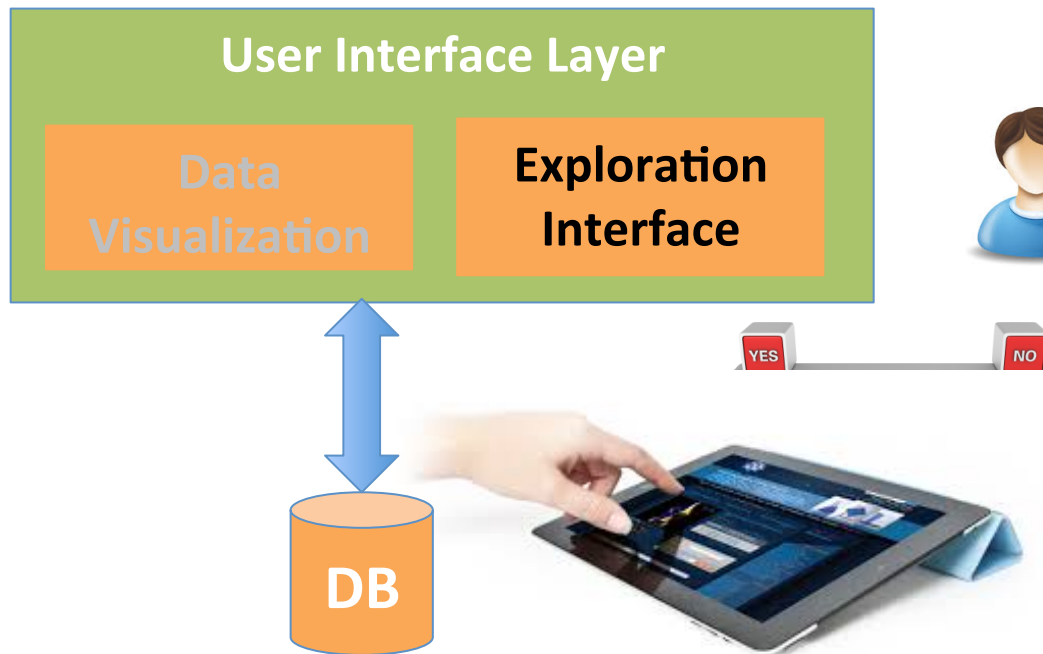 User Interface Layer
Data
Visualization
Exploration
Interface
YES
NO
DB